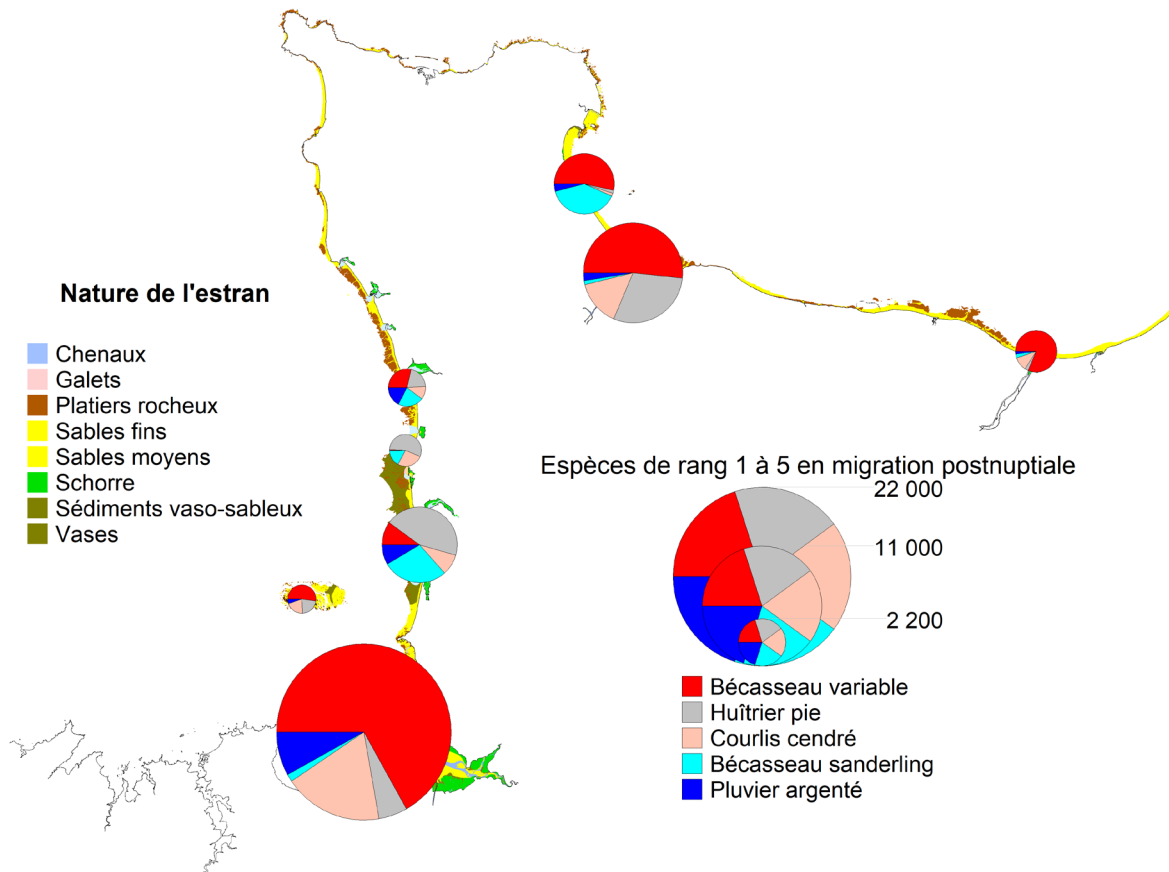 Nature de l'estran
Chenaux
Galets
Platiers rocheux
Sables fins
Sables moyens
Schorre
Sédiments vaso-sableux
Vases
Espèces de rang 1 à 5 en migration postnuptiale
22 000
11 000
2 200
Bécasseau variable
Huîtrier pie
Courlis cendré
Bécasseau sanderling
Pluvier argenté